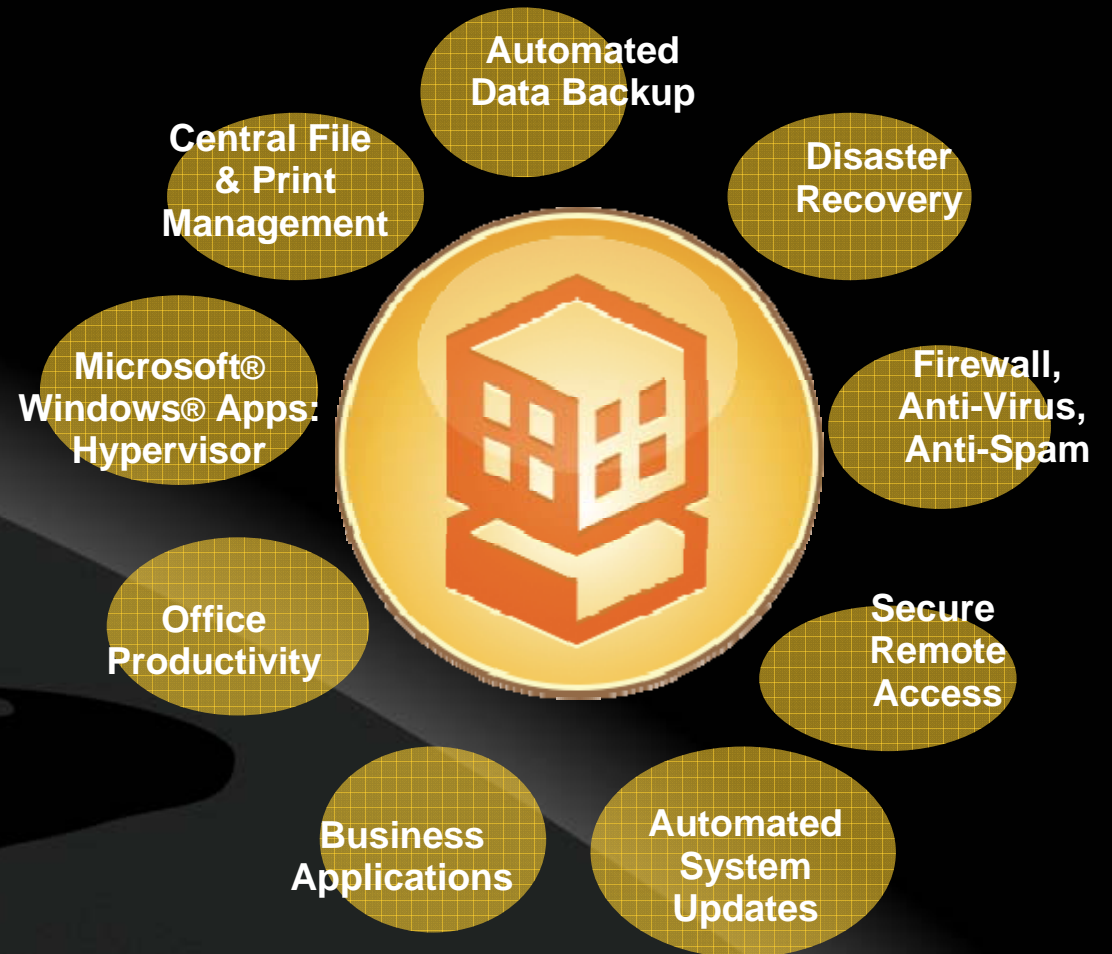 Automated
Data Backup
Central File
& Print
Management
Disaster
Recovery
Microsoft®
Windows® Apps:
Hypervisor
Firewall,
Anti-Virus,
Anti-Spam
Office
Productivity
Secure
Remote
Access
Business
Applications
Automated
System
Updates